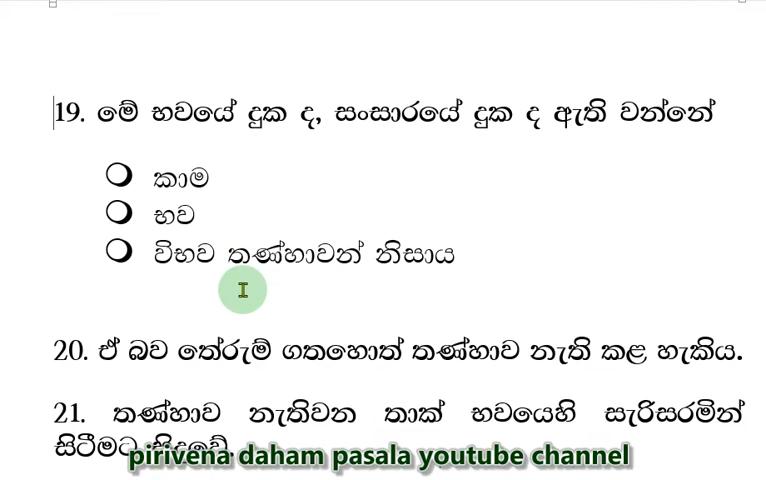 19. මේ භවයේ දුක ද, සංසාරයේ දුක ද ඇති වන්නේ
කාම
භව
විභව තණ්හාවන් නිසාය
20. ඒ බව තේරුම් ගතහොත් තණ්හාව නැති කළ හැකිය.
21. තණ්හාව නැතිවන තාක් භවයෙහි සැරිසරමින්
සිටීමට සිදුවේ.
pirivena daham pasala youtube channel